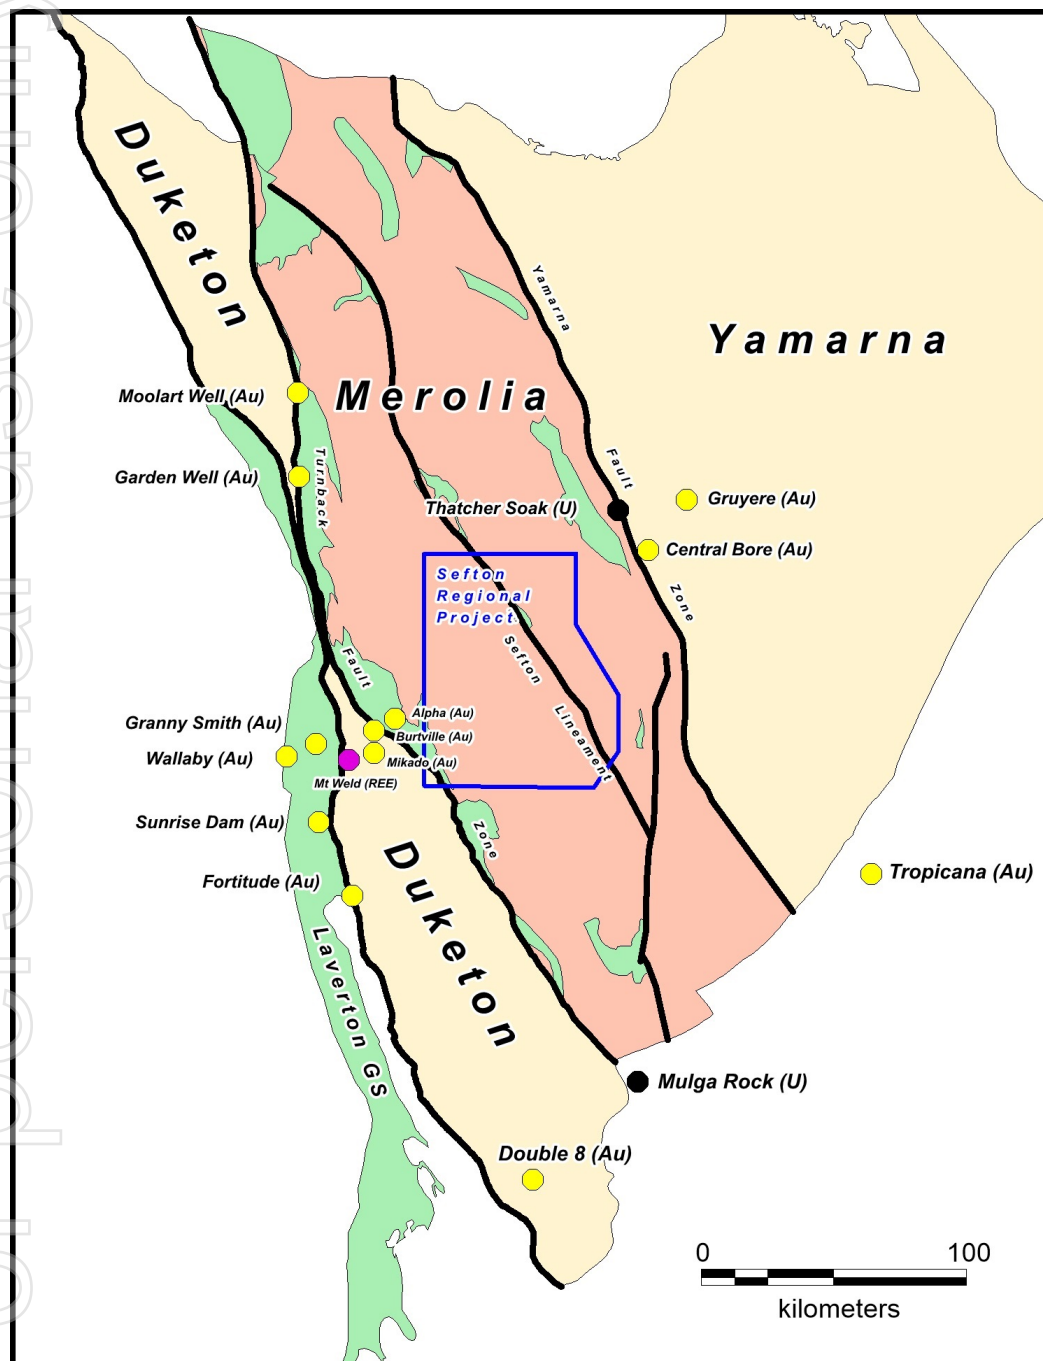 Duketon
Yamarna
Yamarna
Merolia
Moolart Well (Au)
Turnback
Fault
Garden Well (Au)
Gruyere (Au)
Thatcher Soak (U)
Central Bore (Au)
Sefton
Regional
Project
Zone
Sefton
Fault
Lineament
Alpha (Au)
Granny Smith (Au)
Burtville (Au)
Wallaby (Au)
Mikado (Au)
Mt Weld (REE)
Sunrise Dam (Au)
Zone
Duketon
Tropicana (Au)
Fortitude (Au)
Laverton GS
Mulga Rock (U)
Double 8 (Au)
0 100
kilometers